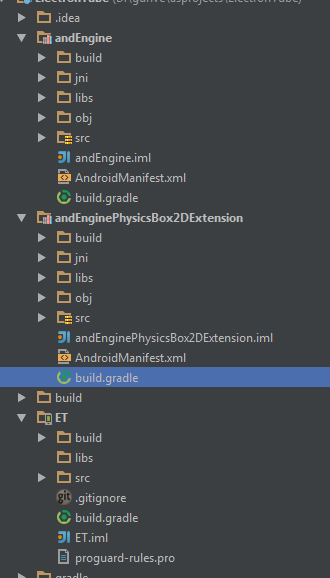 .idea
andEngine
build
jni
libs
obj
src
andEngine.iml
AndroidManifest.xml
build.gradle
andEnginePhysicsBox2DExtension
build
jni
libs
obj
src
andEnginePhysicsBox2DExtension.iml
AndroidManifest.xml
build.gradle
build
ET
build
libs
src
.gitignore
build.gradle
ET.iml
proguard-rules.pro
gradle